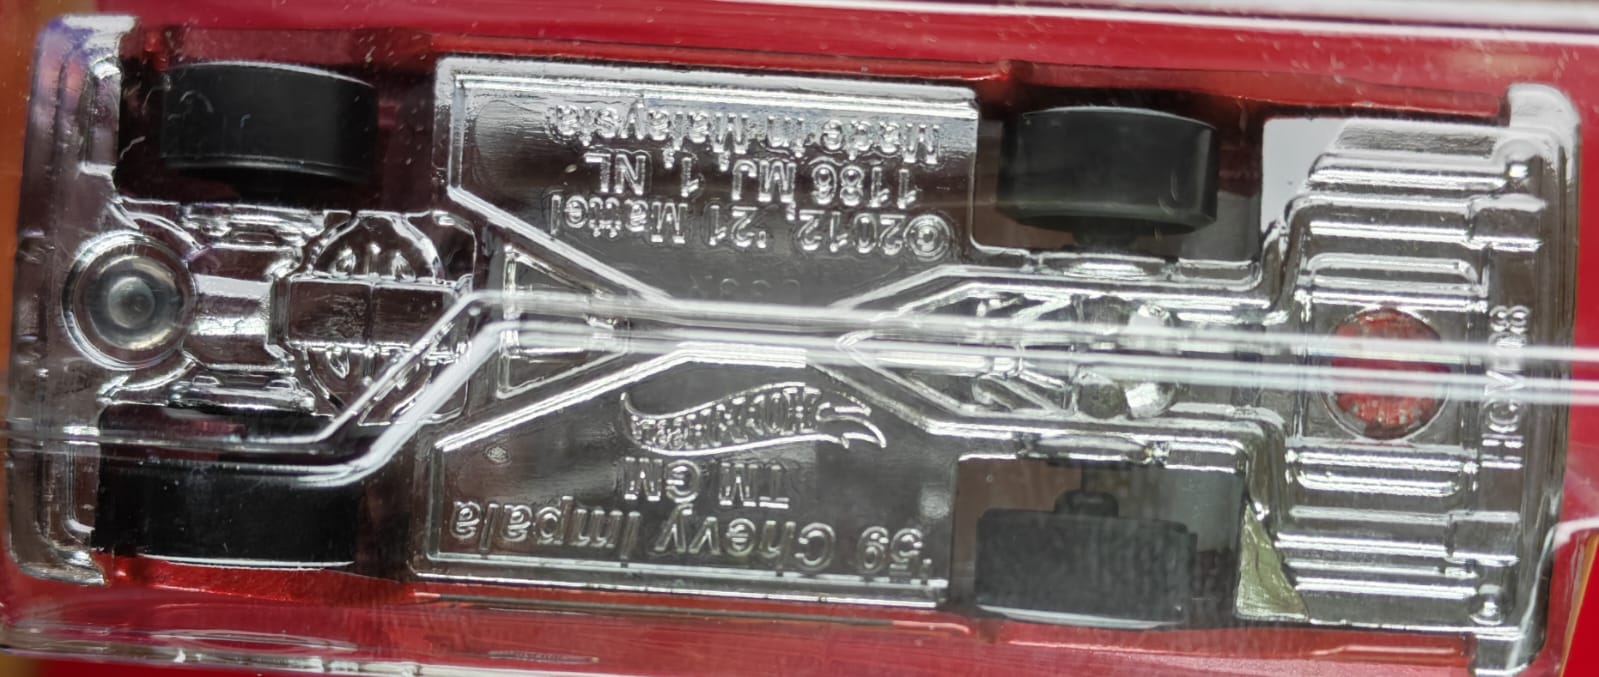 '59 Chevy Impala
TM GM
HOT WHEELS
©2012, '21 Mattel
1186 MJ, 1, NL
Made in Malaysia